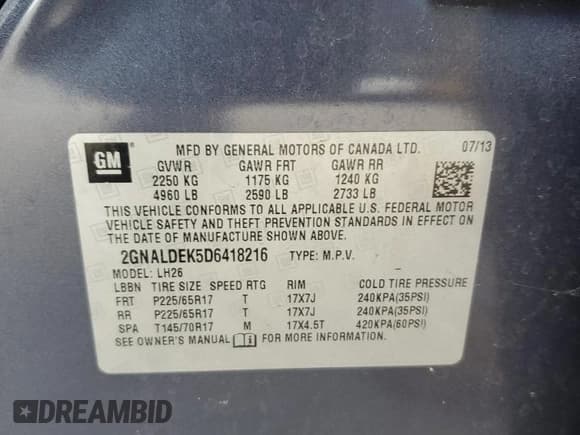 GM
MFD BY GENERAL MOTORS OF CANADA LTD. 07/13
GVWR GAWR FRT GAWR RR
2250 KG 1175 KG 1240 KG
4960 LB 2590 LB 2733 LB
THIS VEHICLE CONFORMS TO ALL APPLICABLE U.S. FEDERAL MOTOR
VEHICLE SAFETY AND THEFT PREVENTION STANDARDS IN EFFECT ON
THE DATE OF MANUFACTURE SHOWN ABOVE.
2GNALDEK5D6418216 TYPE: M.P.V.
MODEL: LH26
LBBN TIRE SIZE SPEED RTG RIM COLD TIRE PRESSURE
FRT P225/65R17 T 17X7J 240KPA(35PSI)
RR P225/65R17 T 17X7J 240KPA(35PSI)
SPA T145/70R17 M 17X4.5T 420KPA(60PSI)
SEE OWNER'S MANUAL FOR MORE INFORMATION.
DREAMBID